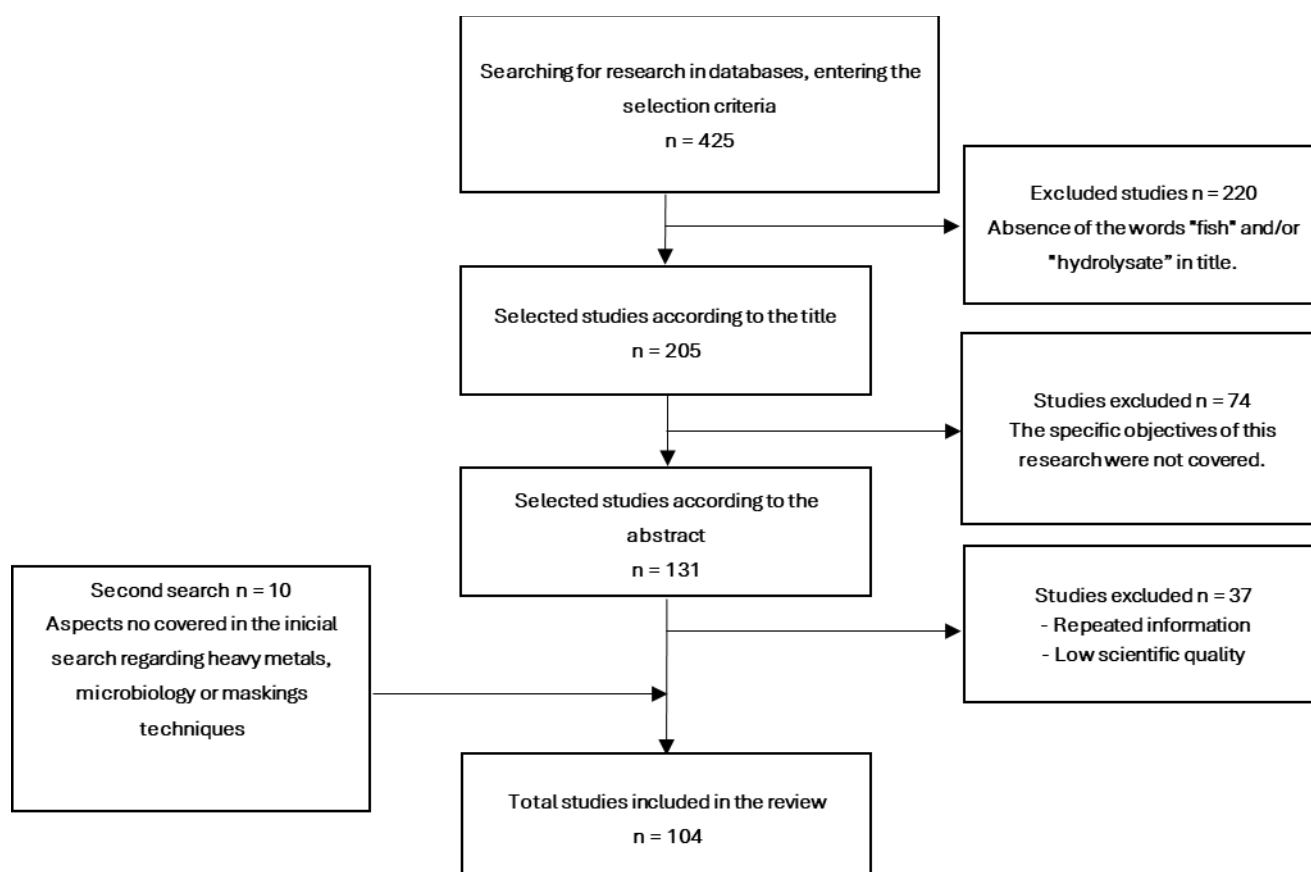 Searching for research in databases, entering the
selection criteria
n = 425
Excluded studies n = 220
Absence of the words "fish" and/or
"hydrolysate” in title.
Selected studies according to the title
n = 205
Studies excluded n = 74
The specific objectives of this
research were not covered.
Selected studies according to the
abstract
n = 131
Second search n = 10
Aspects no covered in the inicial
search regarding heavy metals,
microbiology or maskings
techniques
Studies excluded n = 37
- Repeated information
- Low scientific quality
Total studies included in the review
n = 104